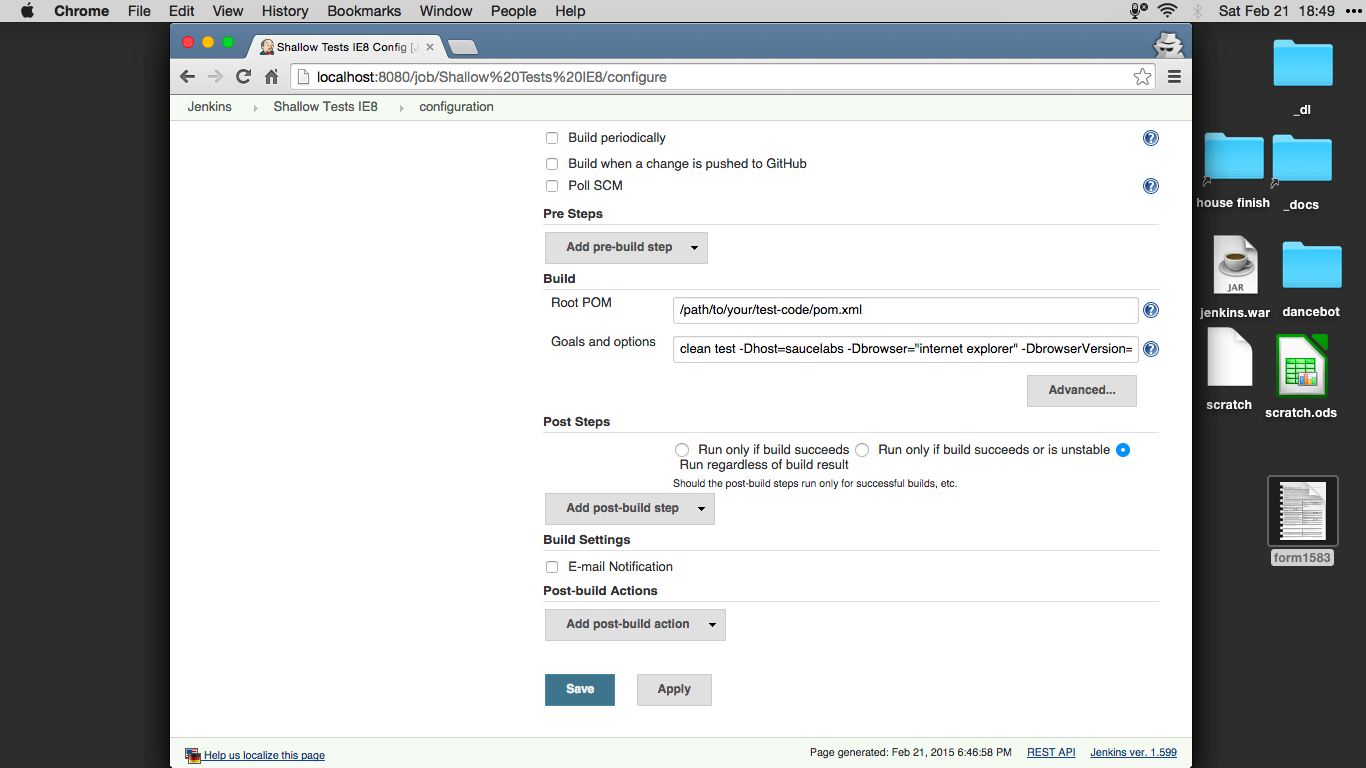 Chrome File Edit View History Bookmarks Window People Help Sat Feb 21 18:49
Shallow Tests IE8 Config [J
localhost:8080/job/Shallow%20Tests%20IE8/configure
Jenkins Shallow Tests IE8 configuration
Build periodically
Build when a change is pushed to GitHub
Poll SCM
Pre Steps
Add pre-build step
Build
Root POM /path/to/your/test-code/pom.xml
Goals and options clean test -Dhost=saucelabs -Dbrowser="internet explorer" -DbrowserVersion=
Advanced...
Post Steps
Run only if build succeeds Run only if build succeeds or is unstable
Run regardless of build result
Should the post-build steps run only for successful builds, etc.
Add post-build step
Build Settings
E-mail Notification
Post-build Actions
Add post-build action
Save Apply
Help us localize this page Page generated: Feb 21, 2015 6:46:58 PM REST API Jenkins ver. 1.599
_dl
house finish _docs
JAR
jenkins.war dancebot
scratch scratch.ods
form1583